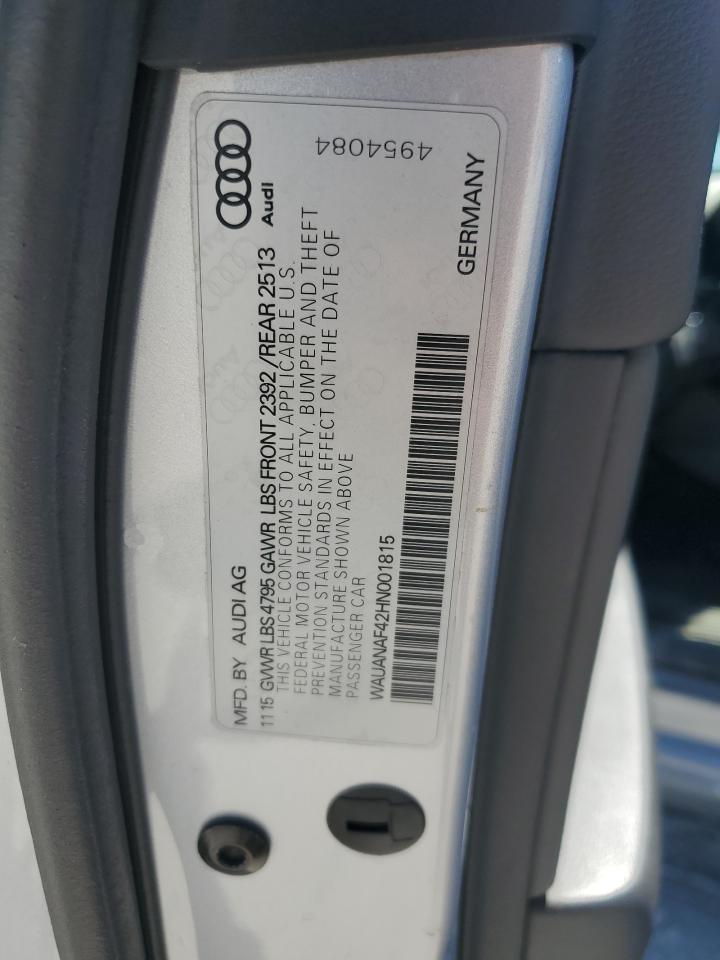 MFD. BY AUDI AG
11 15 GVWR LBS 4795 GAWR LBS FRONT 2392 /REAR 2513
THIS VEHICLE CONFORMS TO ALL APPLICABLE U.S.
FEDERAL MOTOR VEHICLE SAFETY, BUMPER AND THEFT
PREVENTION STANDARDS IN EFFECT ON THE DATE OF
MANUFACTURE SHOWN ABOVE
PASSENGER CAR
WAUANAF42HN001815
Audi
4954084
GERMANY